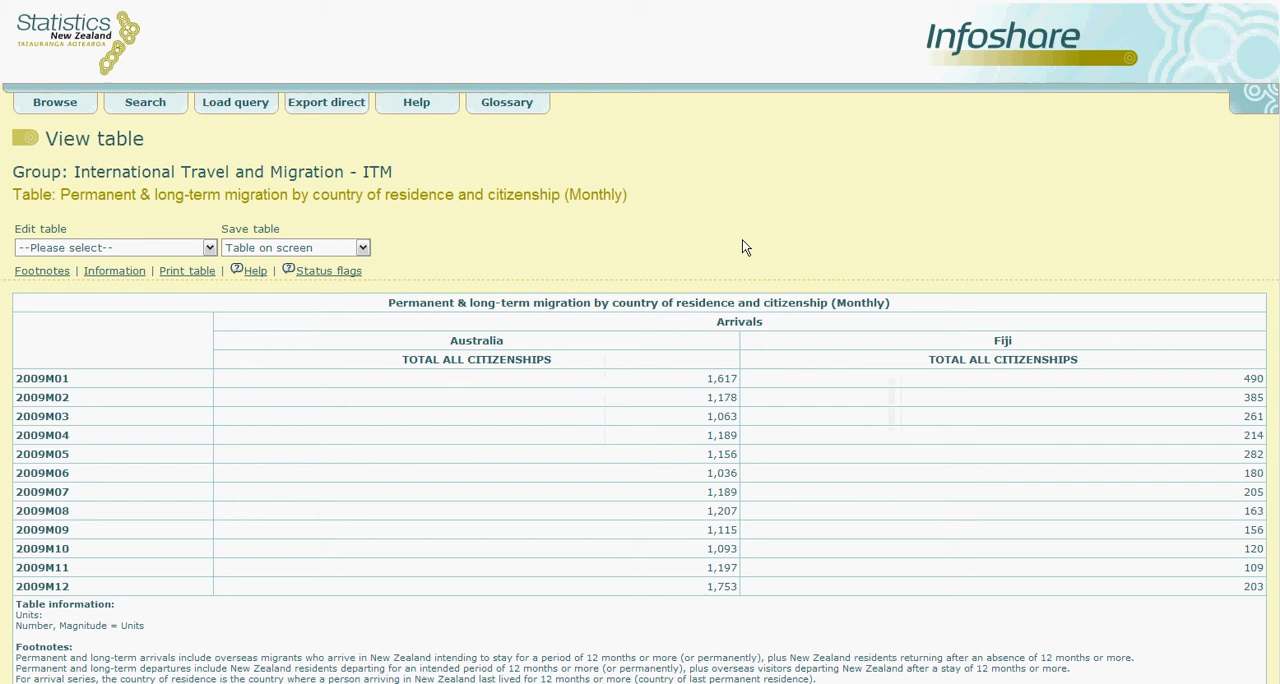 Statistics
New Zealand
TATAURANGA AOTEAROA
Infoshare
Browse Search Load query Export direct Help Glossary
View table
Group: International Travel and Migration - ITM
Table: Permanent & long-term migration by country of residence and citizenship (Monthly)
Edit table Save table
--Please select-- Table on screen
Footnotes | Information | Print table | Help | Status flags
Permanent & long-term migration by country of residence and citizenship (Monthly)
Arrivals
Australia Fiji
TOTAL ALL CITIZENSHIPS TOTAL ALL CITIZENSHIPS
2009M01 1,617 490
2009M02 1,178 385
2009M03 1,063 261
2009M04 1,189 214
2009M05 1,156 282
2009M06 1,036 180
2009M07 1,189 205
2009M08 1,207 163
2009M09 1,115 156
2009M10 1,093 120
2009M11 1,197 109
2009M12 1,753 203
Table information:
Units:
Number, Magnitude = Units
Footnotes:
Permanent and long-term arrivals include overseas migrants who arrive in New Zealand intending to stay for a period of 12 months or more (or permanently), plus New Zealand residents returning after an absence of 12 months or more.
Permanent and long-term departures include New Zealand residents departing for an intended period of 12 months or more (or permanently), plus overseas visitors departing New Zealand after a stay of 12 months or more.
For arrival series, the country of residence is the country where a person arriving in New Zealand last lived for 12 months or more (country of last permanent residence).